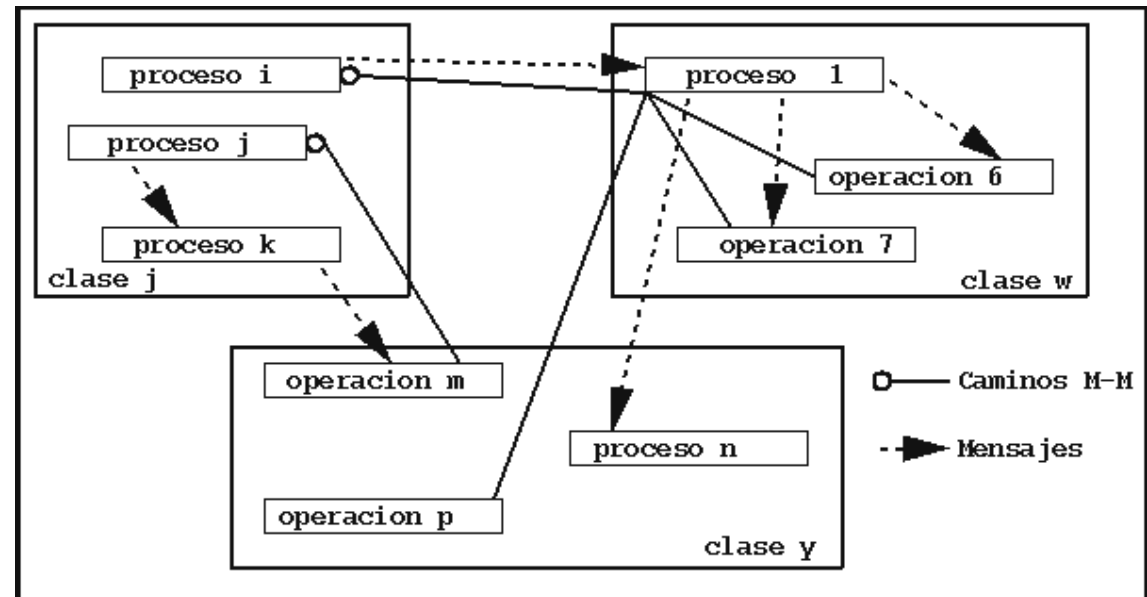 proceso i
proceso j
proceso k
clase j
proceso 1
operacion 6
operacion 7
clase w
operacion m
proceso n
operacion p
clase y
Caminos M-M
Mensajes